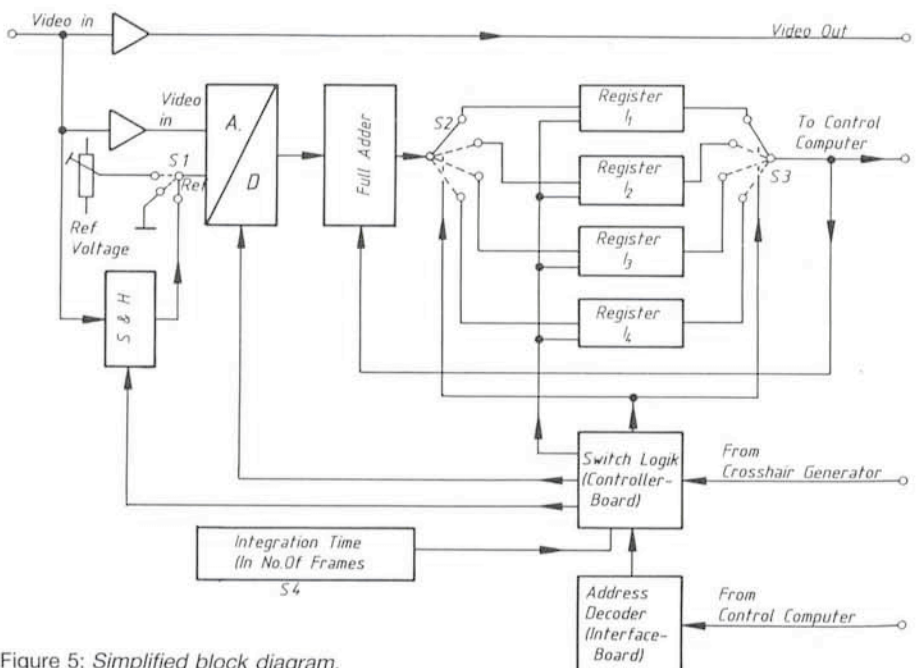 Video in
Video Out
Video
in
A.
D
Full Adder
S2
Register
I1
Register
I2
Register
I3
Register
I4
S3
To Control
Computer
S1
Ref
Ref
Voltage
S & H
Switch Logik
(Controller-
Board)
From
Crosshair Generator
Integration Time
(In No.Of Frames
S4
Address
Decoder
(Interface-
Board)
From
Control Computer
Figure 5: Simplified block diagram.